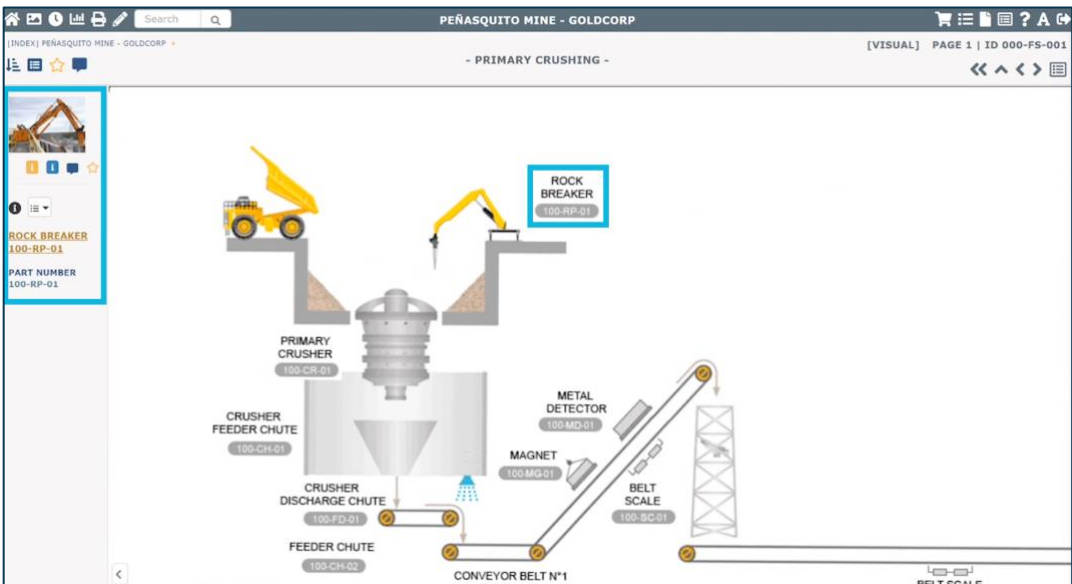 Search
PEÑASQUITO MINE - GOLDCORP
[INDEX] PEÑASQUITO MINE - GOLDCORP
[VISUAL] PAGE 1 | ID 000-FS-001
- PRIMARY CRUSHING -
ROCK BREAKER
100-RP-01
PART NUMBER
100-RP-01
ROCK
BREAKER
100-RP-01
PRIMARY
CRUSHER
100-CR-01
CRUSHER
FEEDER CHUTE
100-CH-01
METAL
DETECTOR
100-MD-01
MAGNET
100-MG-01
BELT
SCALE
100-SC-01
CRUSHER
DISCHARGE CHUTE
100-FD-01
FEEDER CHUTE
100-CH-02
CONVEYOR BELT N°1
BELT SCALE